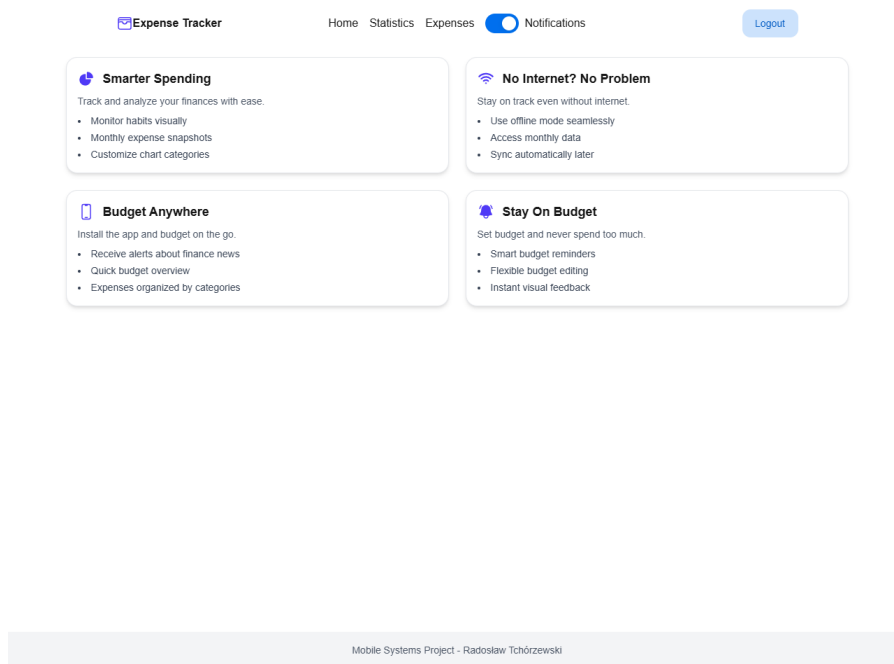 Expense Tracker
Home Statistics Expenses Notifications
Logout
Smarter Spending
Track and analyze your finances with ease.
• Monitor habits visually
• Monthly expense snapshots
• Customize chart categories
No Internet? No Problem
Stay on track even without internet.
• Use offline mode seamlessly
• Access monthly data
• Sync automatically later
Budget Anywhere
Install the app and budget on the go.
• Receive alerts about finance news
• Quick budget overview
• Expenses organized by categories
Stay On Budget
Set budget and never spend too much.
• Smart budget reminders
• Flexible budget editing
• Instant visual feedback
Mobile Systems Project - Radosław Tchórzewski